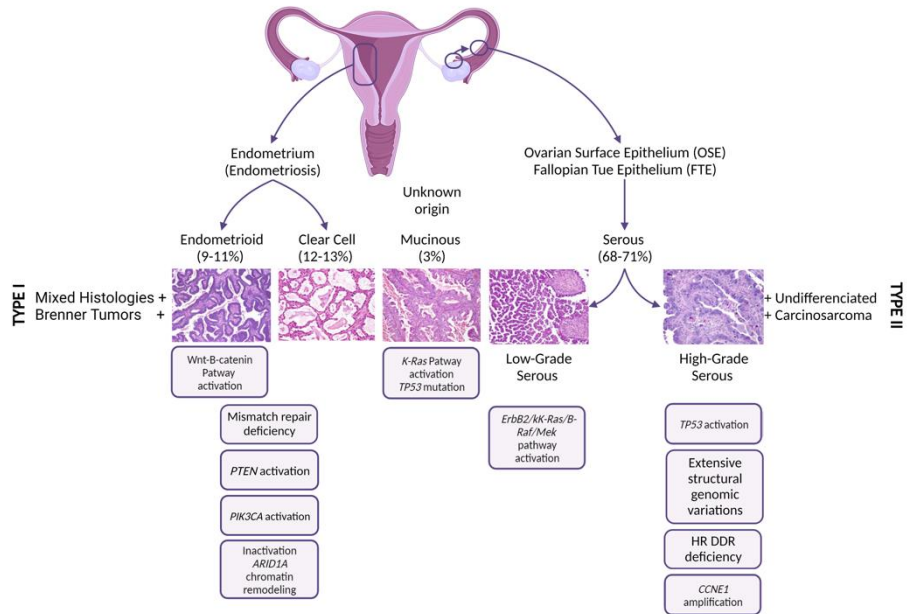 Endometrium
(Endometriosis)
Ovarian Surface Epithelium (OSE)
Fallopian Tue Epithelium (FTE)
Unknown
origin
Endometrioid
(9-11%)
Clear Cell
(12-13%)
Mucinous
(3%)
Serous
(68-71%)
TYPE I
Mixed Histologies +
Brenner Tumors +
+ Undifferenciated
+ Carcinosarcoma
TYPE II
Low-Grade
Serous
High-Grade
Serous
Wnt-B-catenin
Patway
activation
K-Ras Patway
activation
TP53 mutation
ErbB2/kK-Ras/B-
Raf/Mek
pathway
activation
TP53 activation
Mismatch repair
deficiency
PTEN activation
PIK3CA activation
Inactivation
ARID1A
chromatin
remodeling
Extensive
structural
genomic
variations
HR DDR
deficiency
CCNE1
amplification